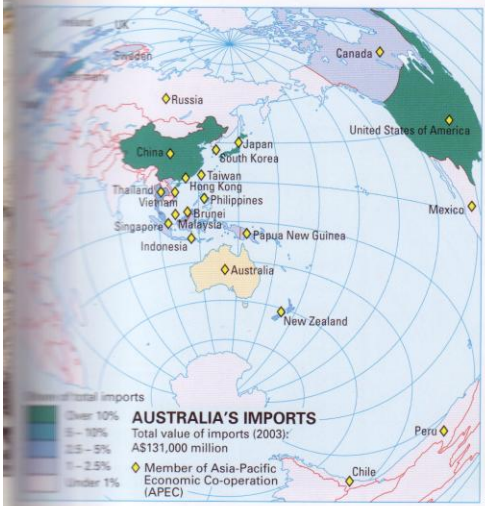 Ireland
UK
Sweden
Germany
Canada
Russia
United States of America
China
Japan
South Korea
Taiwan
Thailand
Hong Kong
Vietnam
Philippines
Brunei
Singapore
Malaysia
Mexico
Papua New Guinea
Indonesia
Australia
New Zealand
of total imports
Over 10%
5 - 10%
2.5 - 5%
1 - 2.5%
Under 1%
AUSTRALIA'S IMPORTS
Total value of imports (2003):
A$131,000 million
Member of Asia-Pacific
Economic Co-operation
(APEC)
Peru
Chile